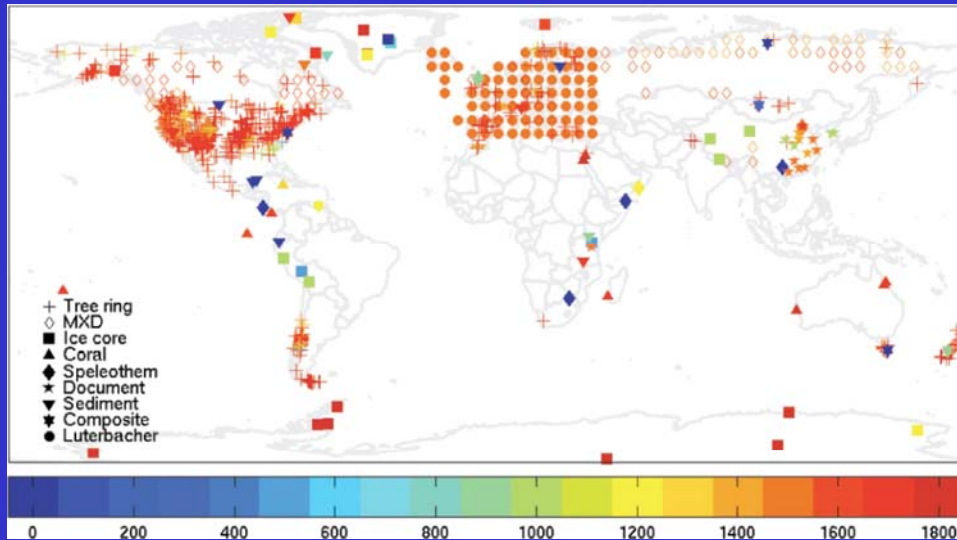 Tree ring
MXD
Ice core
Coral
Speleothem
Document
Sediment
Composite
Luterbacher
0 200 400 600 800 1000 1200 1400 1600 1800